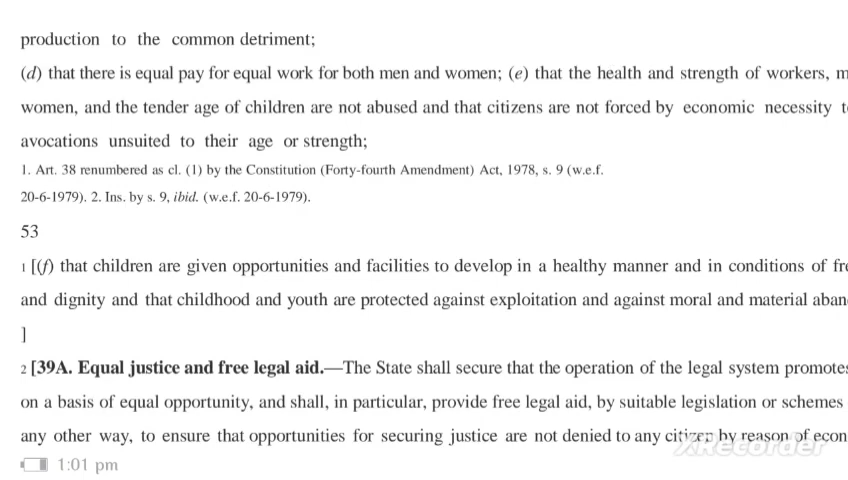 production to the common detriment;
(d) that there is equal pay for equal work for both men and women; (e) that the health and strength of workers, m
women, and the tender age of children are not abused and that citizens are not forced by economic necessity t
avocations unsuited to their age or strength;
1. Art. 38 renumbered as cl. (1) by the Constitution (Forty-fourth Amendment) Act, 1978, s. 9 (w.e.f.
20-6-1979). 2. Ins. by s. 9, ibid. (w.e.f. 20-6-1979).
53
1 [(f) that children are given opportunities and facilities to develop in a healthy manner and in conditions of fre
and dignity and that childhood and youth are protected against exploitation and against moral and material aban
]
2 [39A. Equal justice and free legal aid.—The State shall secure that the operation of the legal system promotes
on a basis of equal opportunity, and shall, in particular, provide free legal aid, by suitable legislation or schemes
any other way, to ensure that opportunities for securing justice are not denied to any citizen by reason of econ
XRecorder
1:01 pm